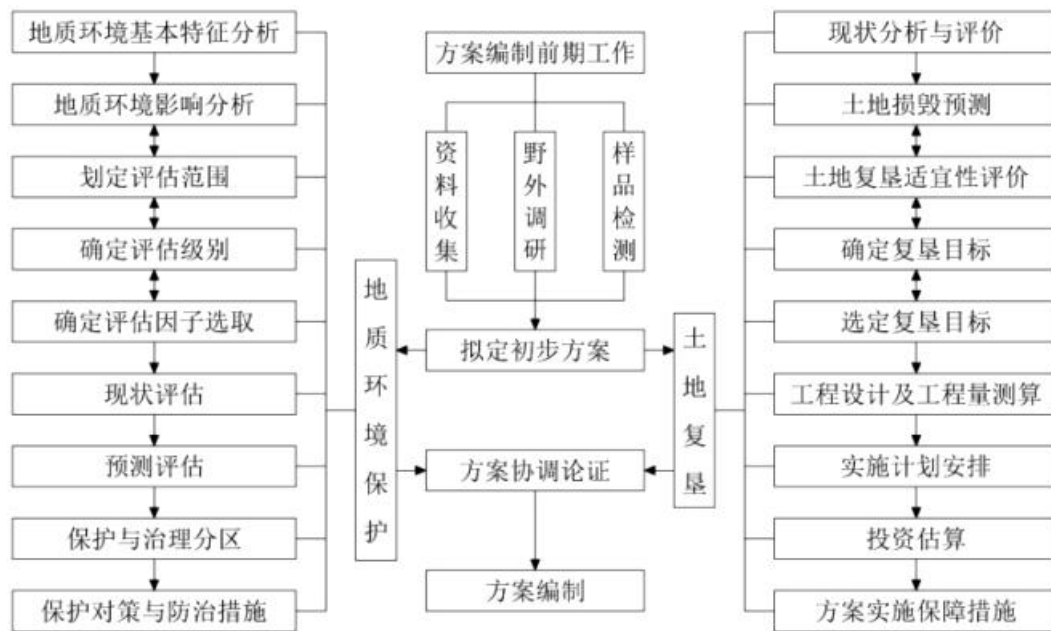 地质环境基本特征分析
地质环境影响分析
划定评估范围
确定评估级别
确定评估因子选取
现状评估
预测评估
保护与治理分区
保护对策与防治措施
地质环境保护
方案编制前期工作
资料收集
野外调研
样品检测
拟定初步方案
方案协调论证
方案编制
土地复垦
现状分析与评价
土地损毁预测
土地复垦适宜性评价
确定复垦目标
选定复垦目标
工程设计及工程量测算
实施计划安排
投资估算
方案实施保障措施